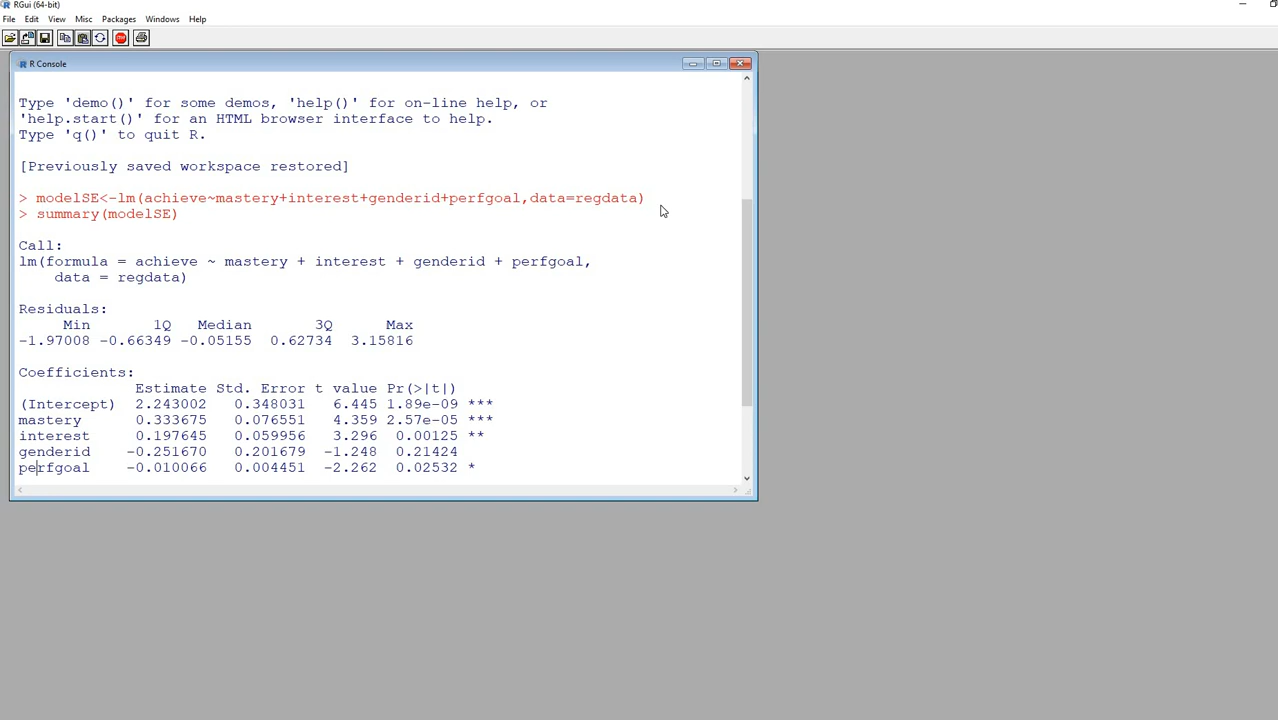 RGui (64-bit)
File Edit View Misc Packages Windows Help
STOP
R Console
Type 'demo()' for some demos, 'help()' for on-line help, or
'help.start()' for an HTML browser interface to help.
Type 'q()' to quit R.
[Previously saved workspace restored]
> modelSE<-lm(achieve~mastery+interest+genderid+perfgoal,data=regdata)
> summary(modelSE)
Call:
lm(formula = achieve ~ mastery + interest + genderid + perfgoal,
    data = regdata)
Residuals:
     Min       1Q   Median       3Q      Max
-1.97008 -0.66349 -0.05155  0.62734  3.15816
Coefficients:
             Estimate Std. Error t value Pr(>|t|)
(Intercept)  2.243002   0.348031   6.445 1.89e-09 ***
mastery      0.333675   0.076551   4.359 2.57e-05 ***
interest     0.197645   0.059956   3.296  0.00125 **
genderid    -0.251670   0.201679  -1.248  0.21424
perfgoal    -0.010066   0.004451  -2.262  0.02532 *